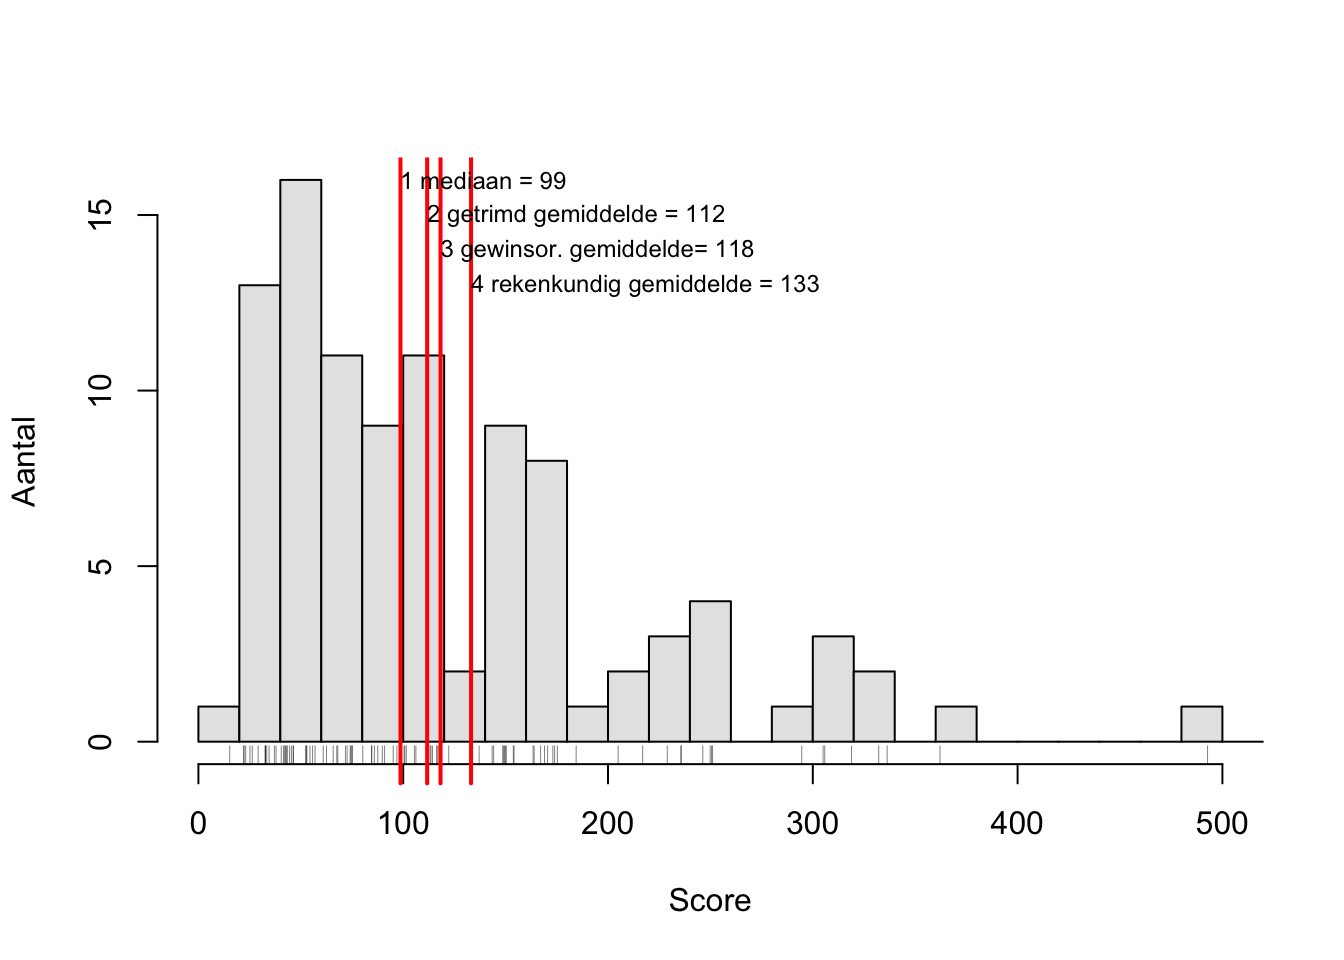 1 mediaan = 99
2 getrimd gemiddelde = 112
3 gewinsor. gemiddelde= 118
4 rekenkundig gemiddelde = 133
Aantal
15
10
5
0
0 100 200 300 400 500
Score